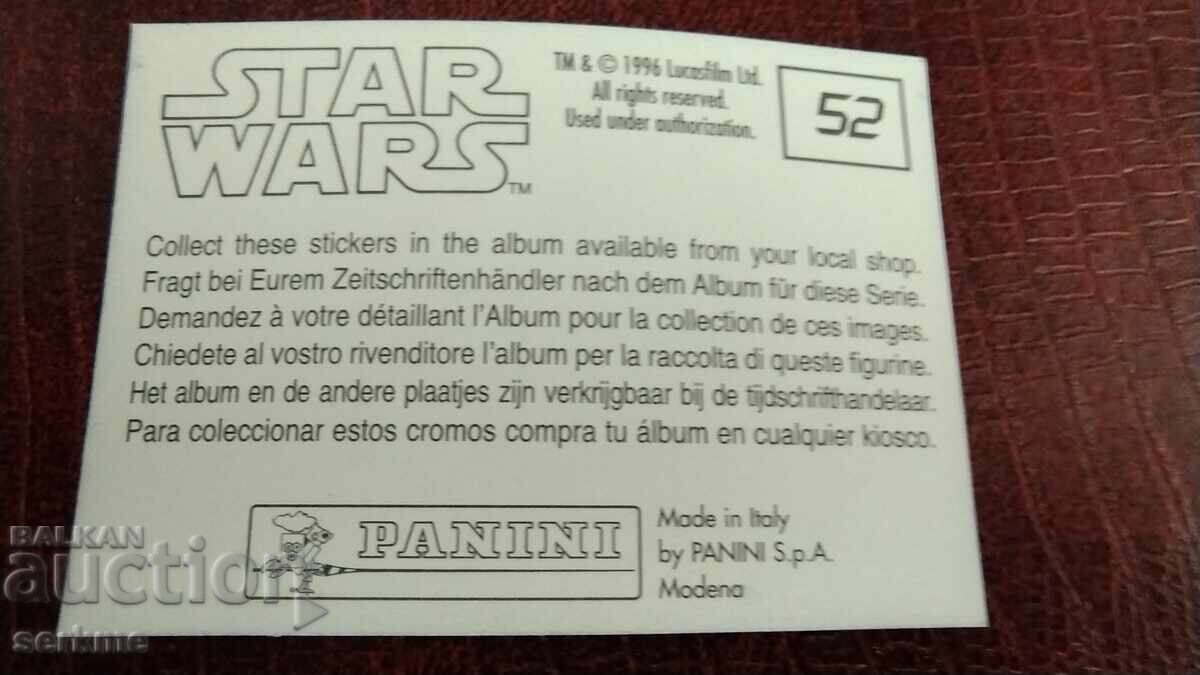 STAR
WARS™
TM & © 1996 Lucasfilm Ltd.
All rights reserved.
Used under authorization.
52
Collect these stickers in the album available from your local shop.
Fragt bei Eurem Zeitschriftenhändler nach dem Album für diese Serie.
Demandez à votre détaillant l'Album pour la collection de ces images.
Chiedete al vostro rivenditore l'album per la raccolta di queste figurine.
Het album en de andere plaatjes zijn verkrijgbaar bij de tijdschrifthandelaar.
Para coleccionar estos cromos compra tu álbum en cualquier kiosco.
PANINI
Made in Italy
by PANINI S.p.A.
Modena
BALKAN
auction
serkme